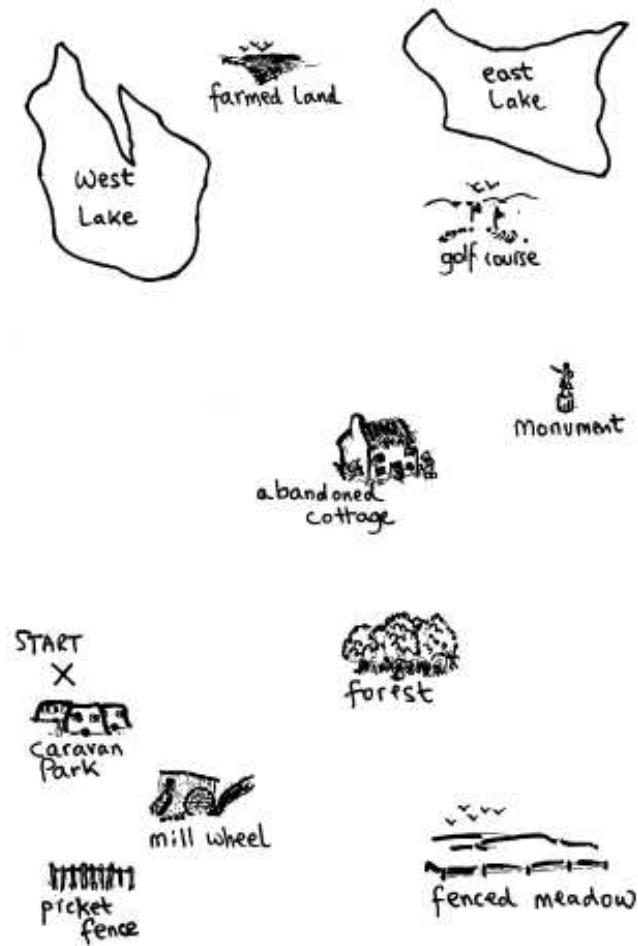 east
Lake
farmed land
West
Lake
golf course
Monument
abandoned
cottage
START
X
forest
caravan
Park
mill wheel
fenced meadow
picket
fence